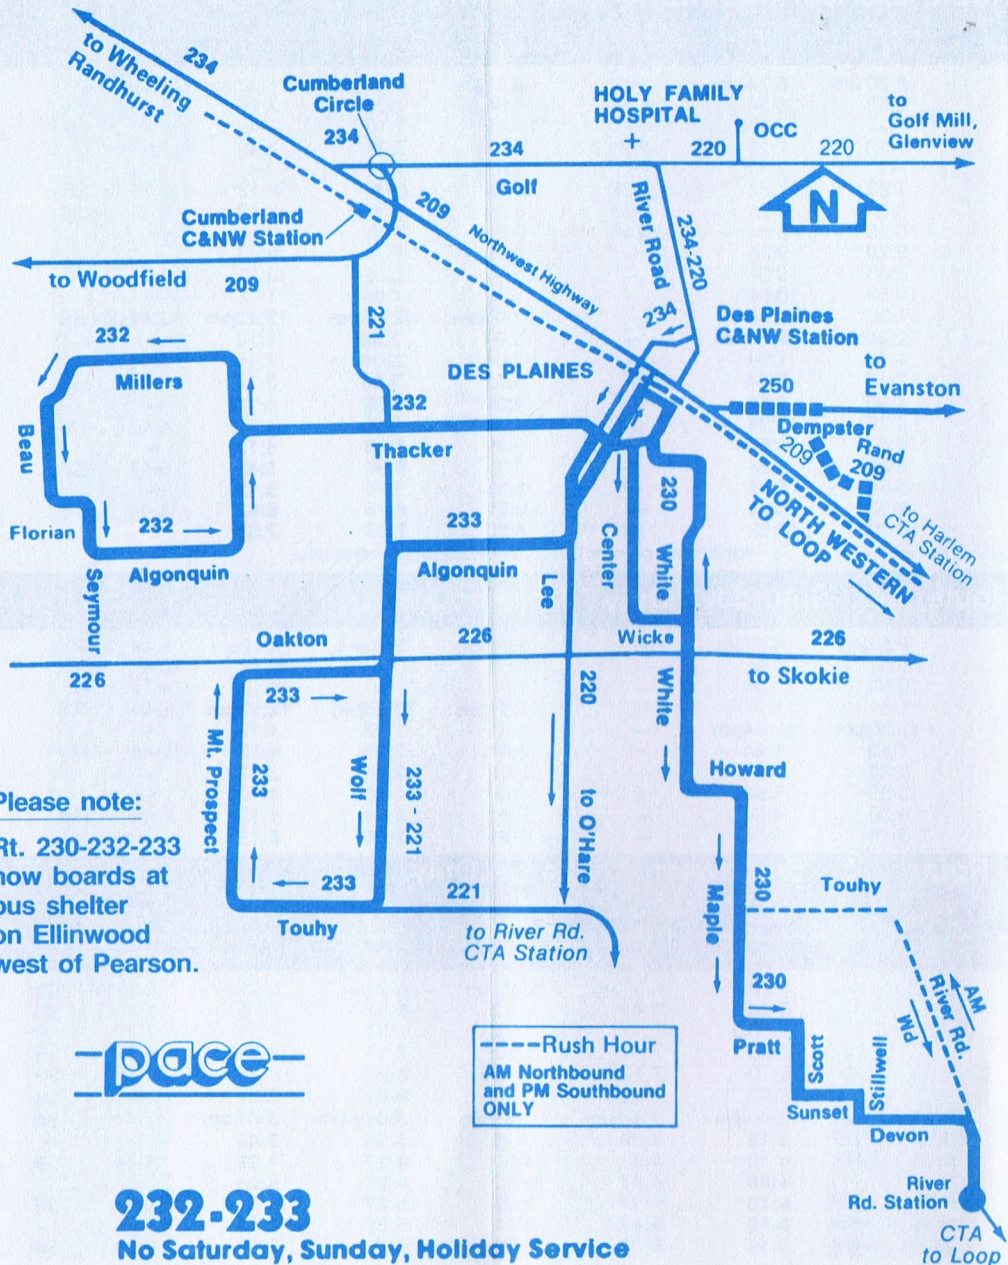 234
to Wheeling
Randhurst
Cumberland
Circle
234
HOLY FAMILY
HOSPITAL
+
234
220
OCC
220
to
Golf Mill,
Glenview
Golf
N
209
River Road
234-220
Cumberland
C&NW Station
Northwest Highway
to Woodfield
209
221
234
Des Plaines
C&NW Station
232
Millers
DES PLAINES
to
Evanston
250
Dempster
232
Thacker
209
Rand
209
Beau
230
NORTH WESTERN
TO LOOP
to Harlem,
CTA Station
Florian
232
Algonquin
233
Algonquin
Center
White
Lee
Seymour
Oakton
226
Wicke
226
226
to Skokie
233
220
White
Mt. Prospect
Howard
Please note:
233
Wolf
233 - 221
to O'Hare
Rt. 230-232-233
now boards at
bus shelter
on Ellinwood
west of Pearson.
233
221
Touhy
Maple
230
Touhy
to River Rd.
CTA Station
230
AM
River Rd.
PM
pace
Rush Hour
AM Northbound
and PM Southbound
ONLY
Pratt
Scott
Stillwell
Sunset
Devon
River
Rd. Station
CTA
to Loop
232-233
No Saturday, Sunday, Holiday Service